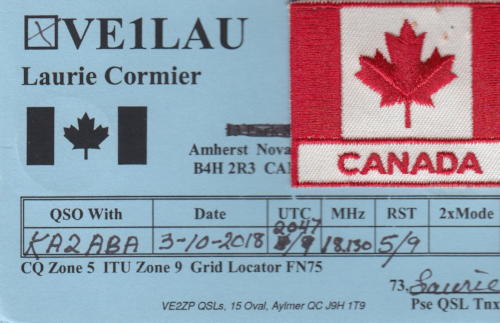 VE1LAU
Laurie Cormier
CANADA
Amherst Nova
B4H 2R3 CA
QSO With Date UTC MHz RST 2xMode
KA2ABA 3-10-2018 2047 18.130 5/9
CQ Zone 5 ITU Zone 9 Grid Locator FN75
73, Laurie
VE2ZP QSLs, 15 Oval, Aylmer QC J9H 1T9
Pse QSL Tnx